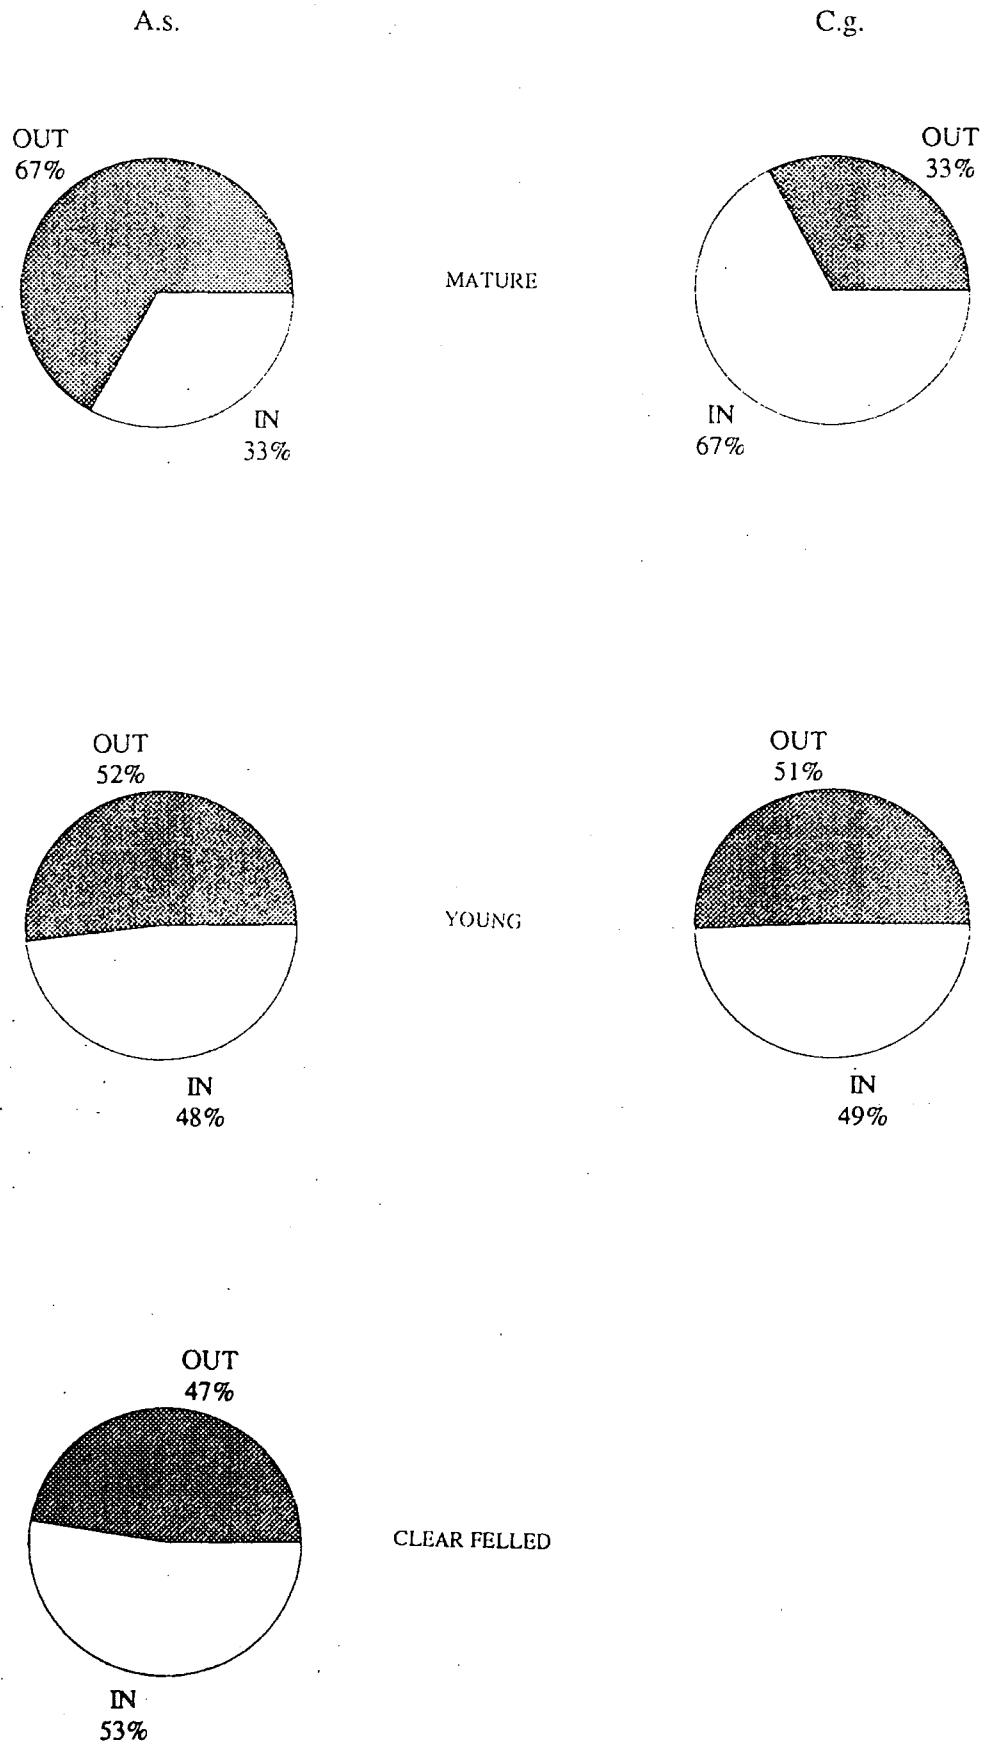 A.s.
C.g.
OUT
67%
OUT
33%
MATURE
IN
33%
IN
67%
OUT
52%
OUT
51%
YOUNG
IN
48%
IN
49%
OUT
47%
CLEAR FELLED
IN
53%